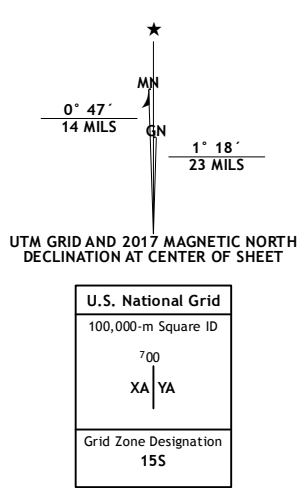 ★
MN
0° 47´
14 MILS
GN
1° 18´
23 MILS
UTM GRID AND 2017 MAGNETIC NORTH
DECLINATION AT CENTER OF SHEET
U.S. National Grid
100,000-m Square ID
⁷00
XA YA
Grid Zone Designation
15S